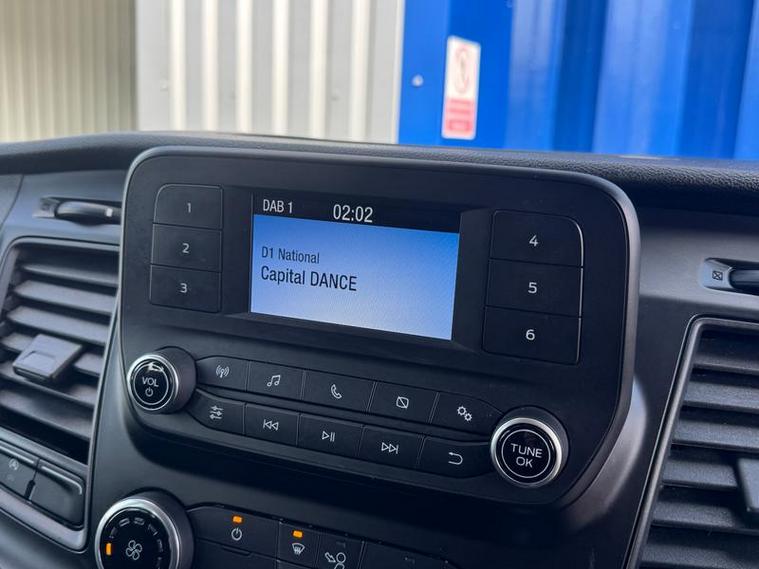 DAB 1 02:02
D1 National
Capital DANCE
1
2
3
4
5
6
VOL
TUNE
OK